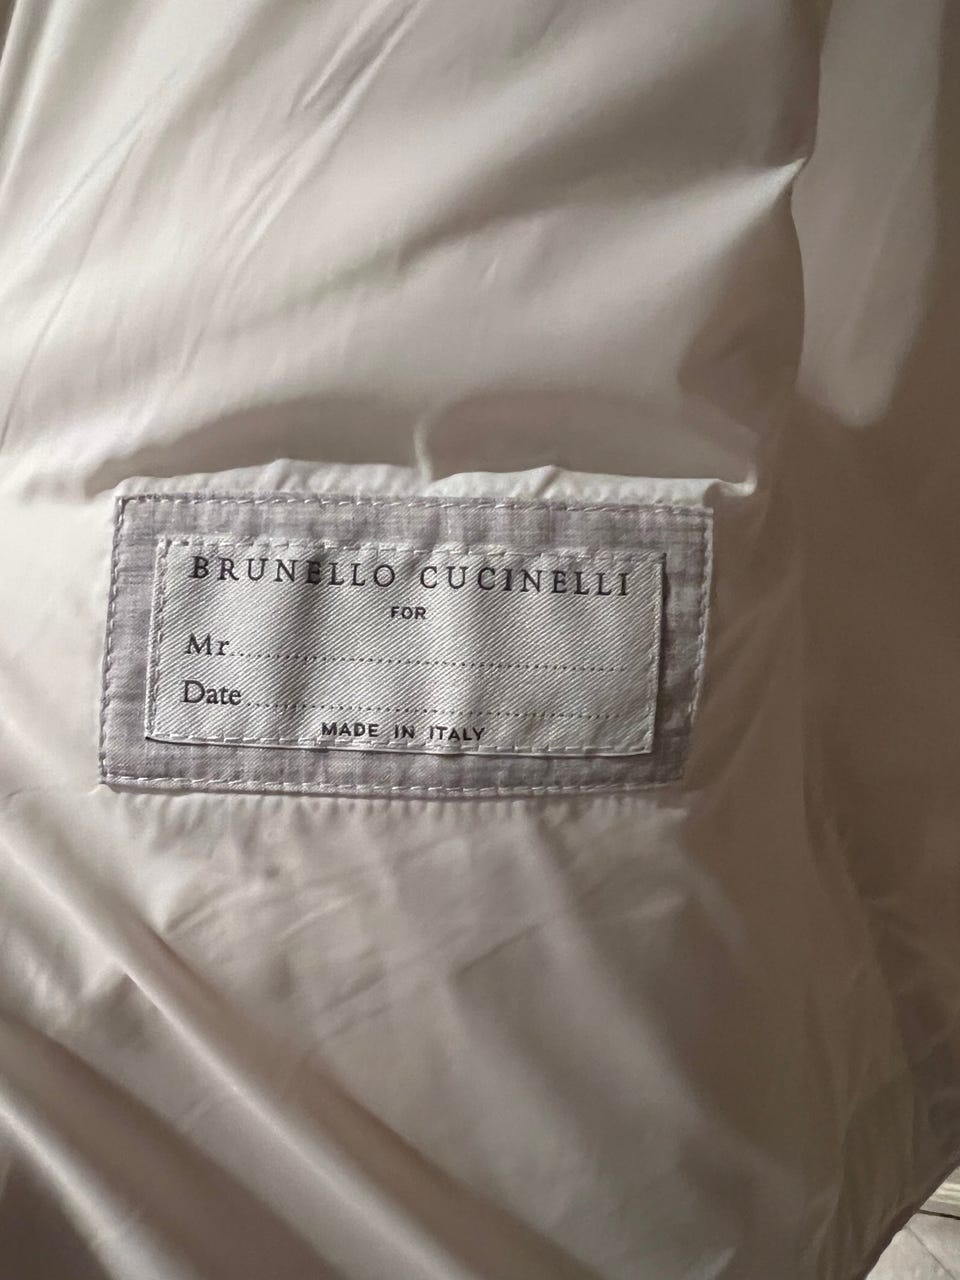 BRUNELLO CUCINELLI
FOR
Mr........................................................
Date......................................................
MADE IN ITALY